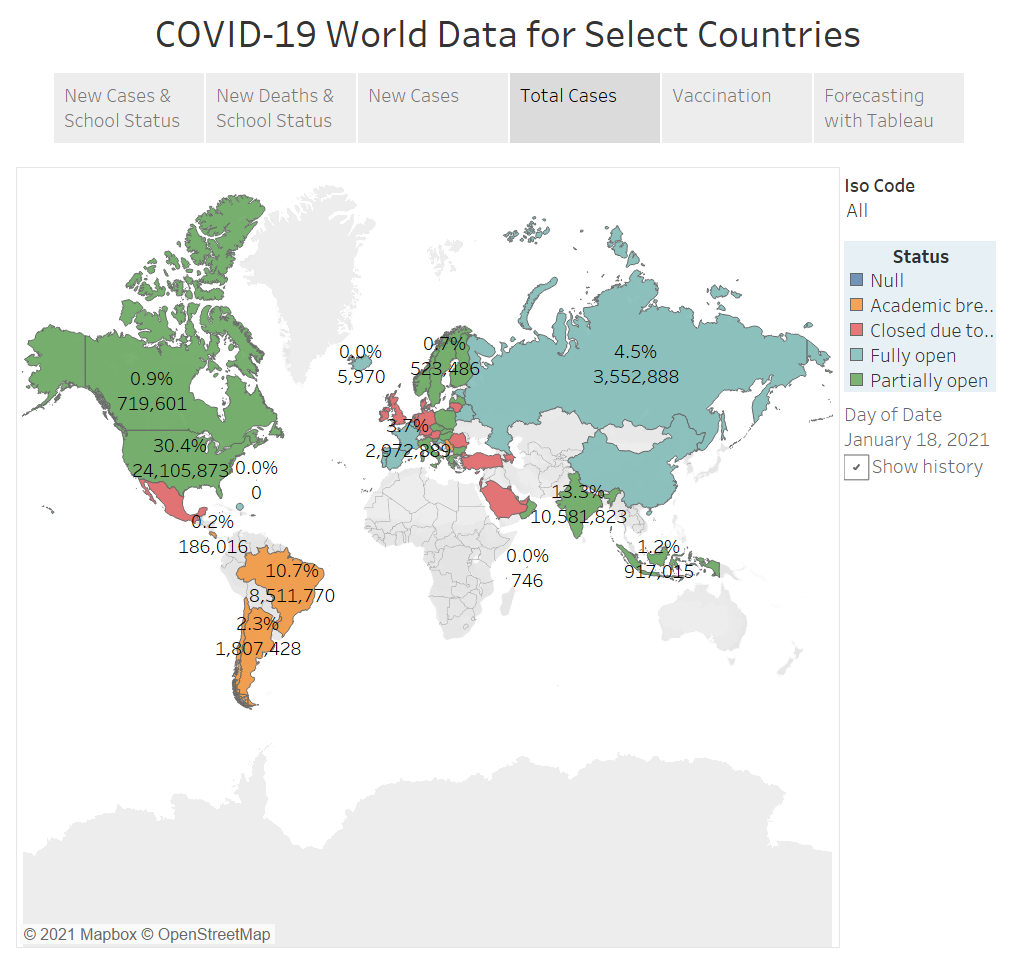 COVID-19 World Data for Select Countries
New Cases &
School Status
New Deaths &
School Status
New Cases
Total Cases
Vaccination
Forecasting
with Tableau
Iso Code
All
Status
Null
Academic bre..
Closed due to..
Fully open
Partially open
Day of Date
January 18, 2021
Show history
0.9%
719,601
30.4%
24,105,873
0.0%
0
0.2%
186,016
10.7%
8,511,770
2.3%
1,807,428
0.0%
5,970
0.7%
523,486
4.5%
3,552,888
3.7%
2,972,889
13.3%
10,581,823
0.0%
746
1.2%
917,015
© 2021 Mapbox © OpenStreetMap